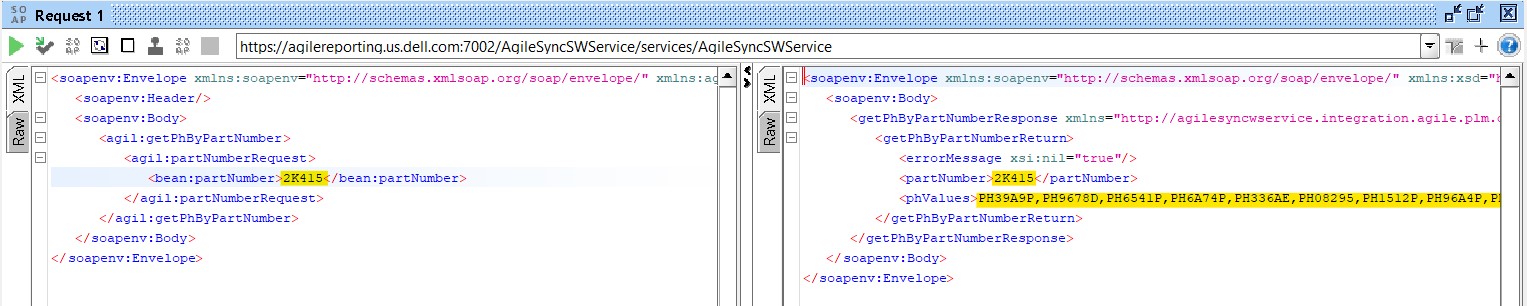 SO
AP
Request 1
https://agilereporting.us.dell.com:7002/AgileSyncSWService/services/AgileSyncSWService
XML
Raw
<soapenv:Envelope xmlns:soapenv="http://schemas.xmlsoap.org/soap/envelope/" xmlns:ag
<soapenv:Header/>
<soapenv:Body>
<agil:getPhByPartNumber>
<agil:partNumberRequest>
<bean:partNumber>2K415</bean:partNumber>
</agil:partNumberRequest>
</agil:getPhByPartNumber>
</soapenv:Body>
</soapenv:Envelope>
XML
Raw
<soapenv:Envelope xmlns:soapenv="http://schemas.xmlsoap.org/soap/envelope/" xmlns:xsd="h
<soapenv:Body>
<getPhByPartNumberResponse xmlns="http://agilesyncwservice.integration.agile.plm.c
<getPhByPartNumberReturn>
<errorMessage xsi:nil="true"/>
<partNumber>2K415</partNumber>
<phValues>PH39A9P,PH9678D,PH6541P,PH6A74P,PH336AE,PH08295,PH1512P,PH96A4P,P
</getPhByPartNumberReturn>
</getPhByPartNumberResponse>
</soapenv:Body>
</soapenv:Envelope>